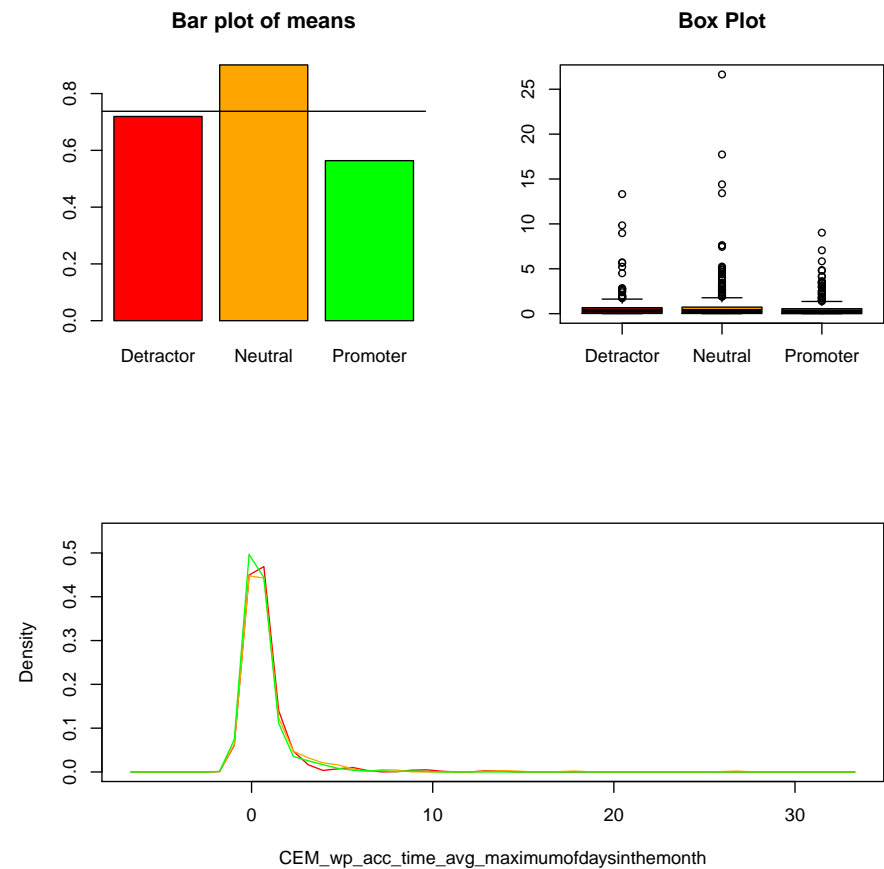 Bar plot of means
0.0
0.2
0.4
0.6
0.8
Detractor Neutral Promoter
Box Plot
0
5
10
15
20
25
Detractor Neutral Promoter
Density
0.0
0.1
0.2
0.3
0.4
0.5
0 10 20 30
CEM_wp_acc_time_avg_maximumofdaysinthemonth